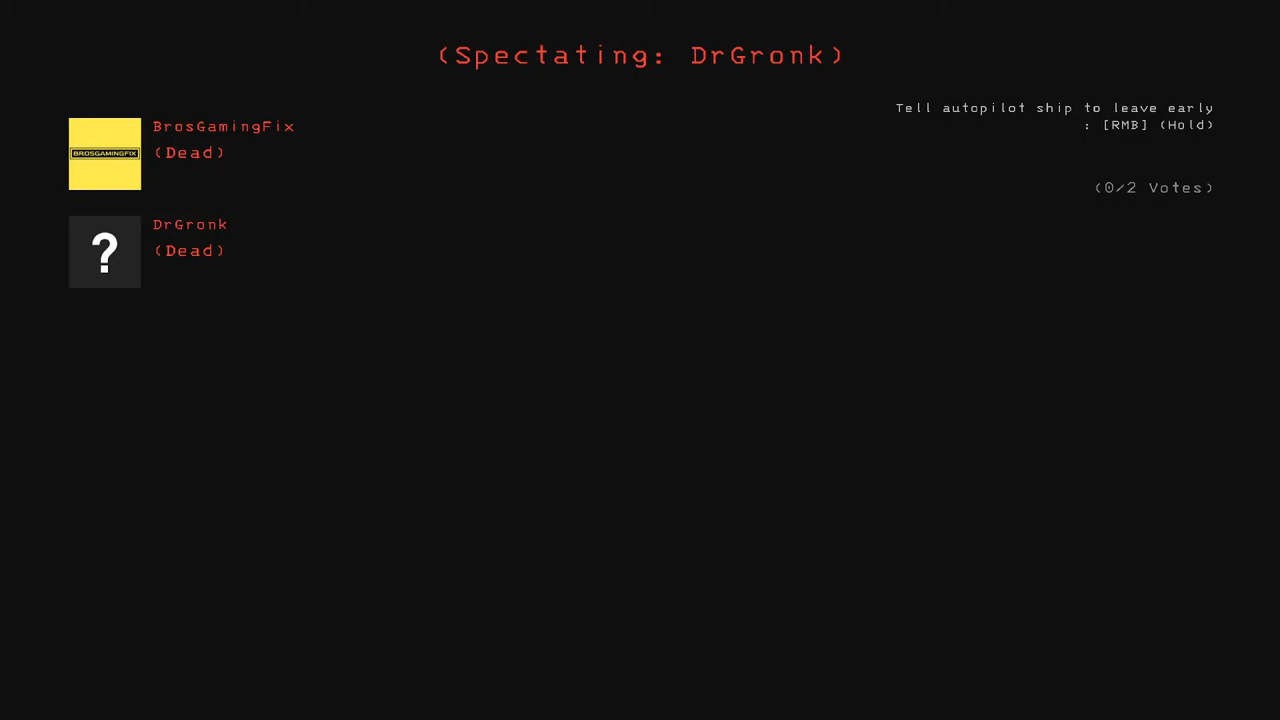 (Spectating: DrGronk)
Tell autopilot ship to leave early
: [RMB] (Hold)
(0/2 Votes)
BrosGamingFix
(Dead)
BROSGAMINGFIX
DrGronk
(Dead)
?